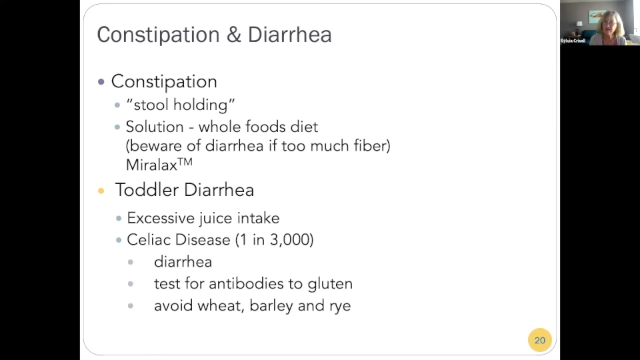 Constipation & Diarrhea
Constipation
"stool holding"
Solution - whole foods diet
(beware of diarrhea if too much fiber)
Miralax™
Toddler Diarrhea
Excessive juice intake
Celiac Disease (1 in 3,000)
diarrhea
test for antibodies to gluten
avoid wheat, barley and rye
20